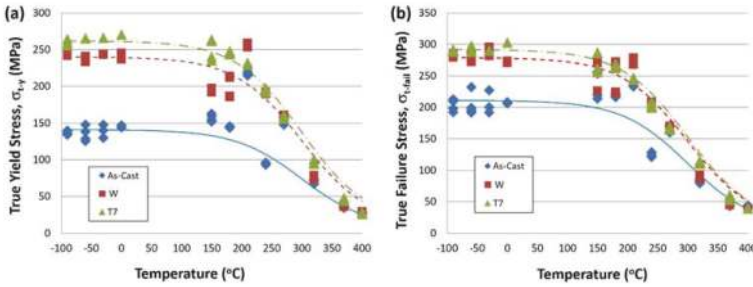 (a)
True Yield Stress, σt-y (MPa)
300
250
200
150
100
50
0
As-Cast
W
T7
-100 -50 0 50 100 150 200 250 300 350 400
Temperature (°C)
(b)
True Failure Stress, σt-fail (MPa)
350
300
250
200
150
100
50
0
As-Cast
W
T7
-100 -50 0 50 100 150 200 250 300 350 400
Temperature (°C)